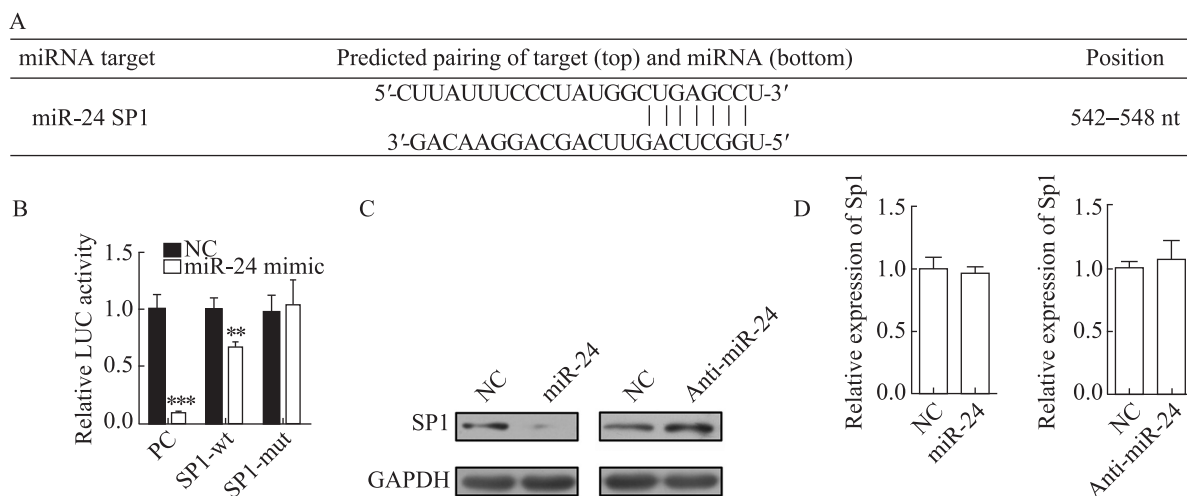 A
miRNA target Predicted pairing of target (top) and miRNA (bottom) Position
5′-CUUAUUUCCCUAUGGCUGAGCCU-3′
miR-24 SP1 542–548 nt
3′-GACAAGGACGACUUGACUCGGU-5′
B
Relative LUC activity
1.5
1.0
0.5
0.0
NC
miR-24 mimic
***
**
PC
SP1-wt
SP1-mut
C
NC
miR-24
NC
Anti-miR-24
SP1
GAPDH
D
Relative expression of Sp1
1.5
1.0
0.5
NC
miR-24
Relative expression of Sp1
1.5
1.0
0.5
NC
Anti-miR-24